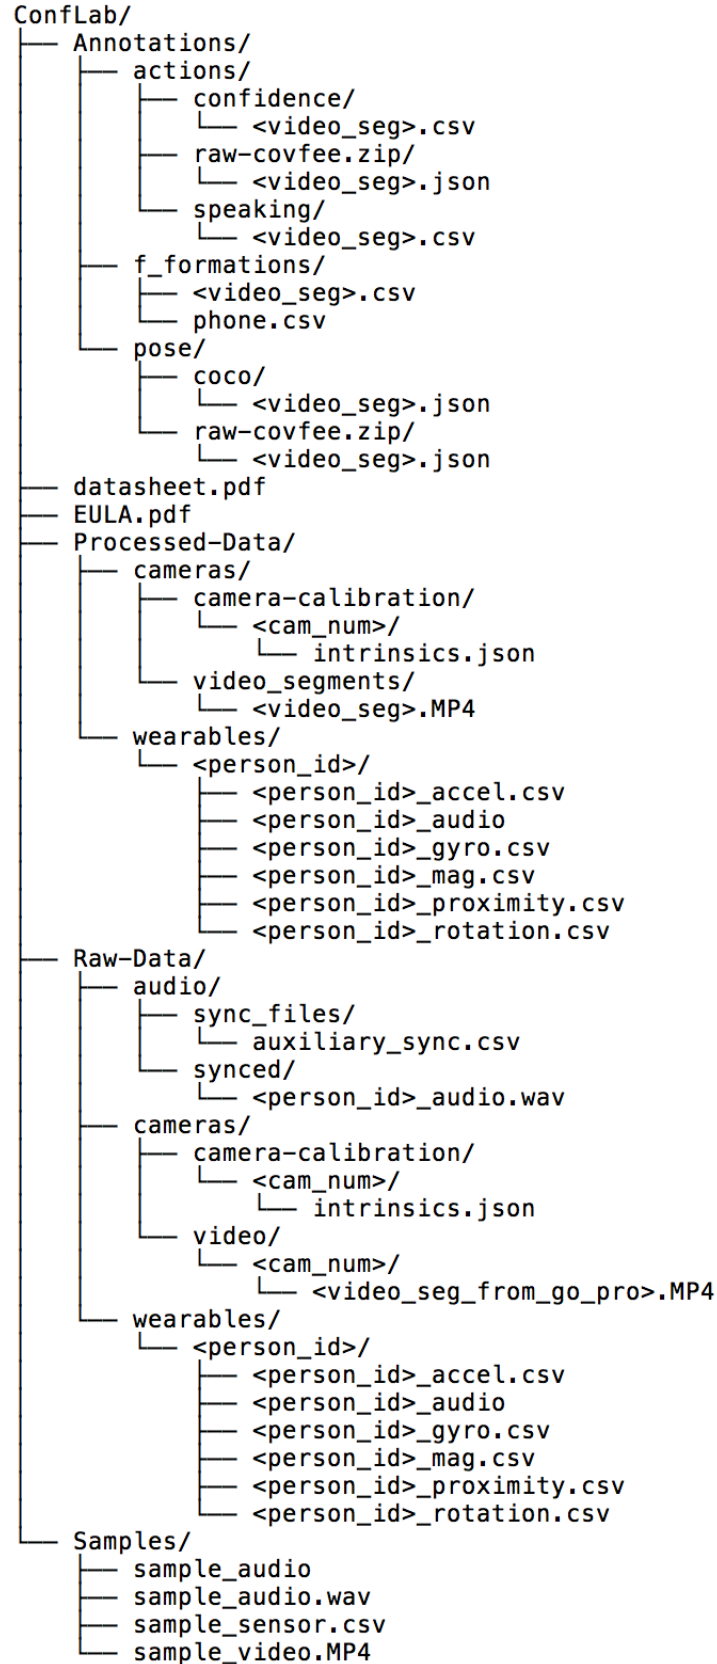 ConfLab/
├── Annotations/
│   ├── actions/
│   │   ├── confidence/
│   │   │   └── <video_seg>.csv
│   │   ├── raw-covfee.zip/
│   │   │   └── <video_seg>.json
│   │   └── speaking/
│   │       └── <video_seg>.csv
│   ├── f_formations/
│   │   ├── <video_seg>.csv
│   │   └── phone.csv
│   └── pose/
│       ├── coco/
│       │   └── <video_seg>.json
│       └── raw-covfee.zip/
│           └── <video_seg>.json
├── datasheet.pdf
├── EULA.pdf
├── Processed-Data/
│   ├── cameras/
│   │   ├── camera-calibration/
│   │   │   └── <cam_num>/
│   │   │       └── intrinsics.json
│   │   └── video_segments/
│   │       └── <video_seg>.MP4
│   └── wearables/
│       └── <person_id>/
│           ├── <person_id>_accel.csv
│           ├── <person_id>_audio
│           ├── <person_id>_gyro.csv
│           ├── <person_id>_mag.csv
│           ├── <person_id>_proximity.csv
│           └── <person_id>_rotation.csv
├── Raw-Data/
│   ├── audio/
│   │   ├── sync_files/
│   │   │   └── auxiliary_sync.csv
│   │   └── synced/
│   │       └── <person_id>_audio.wav
│   ├── cameras/
│   │   ├── camera-calibration/
│   │   │   └── <cam_num>/
│   │   │       └── intrinsics.json
│   │   └── video/
│   │       └── <cam_num>/
│   │           └── <video_seg_from_go_pro>.MP4
│   └── wearables/
│       └── <person_id>/
│           ├── <person_id>_accel.csv
│           ├── <person_id>_audio
│           ├── <person_id>_gyro.csv
│           ├── <person_id>_mag.csv
│           ├── <person_id>_proximity.csv
│           └── <person_id>_rotation.csv
└── Samples/
    ├── sample_audio
    ├── sample_audio.wav
    ├── sample_sensor.csv
    └── sample_video.MP4